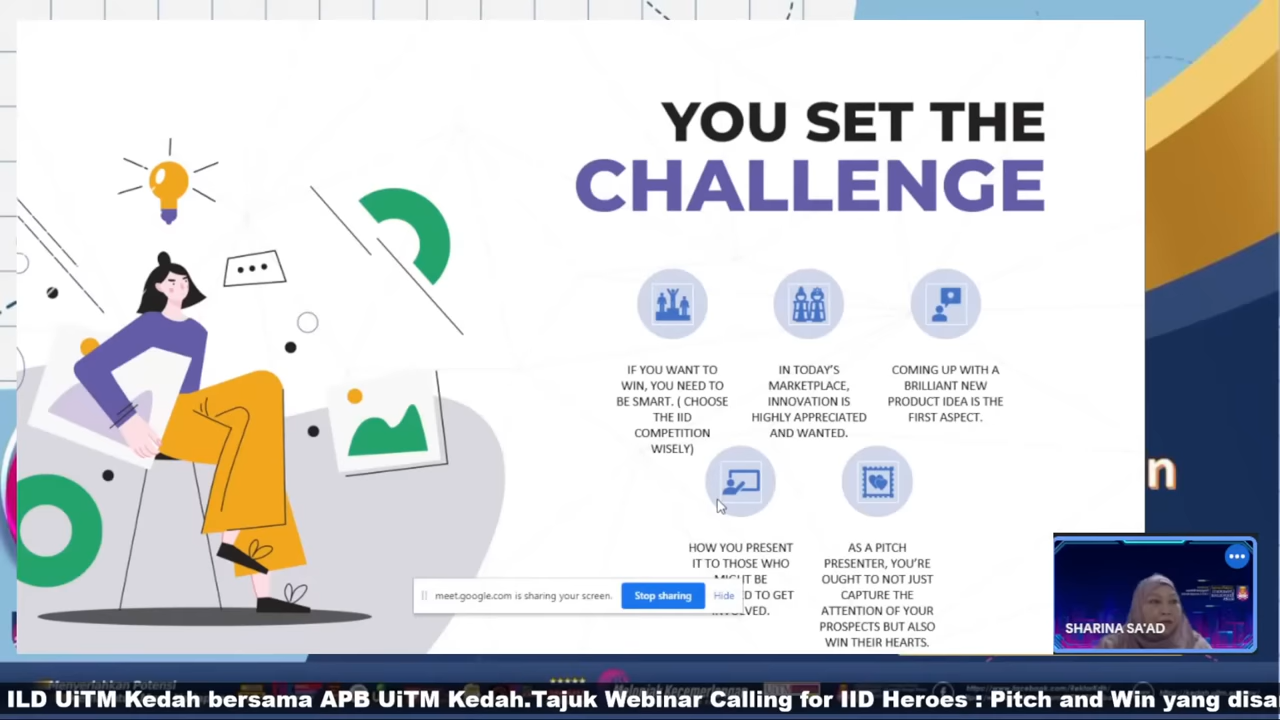 YOU SET THE
CHALLENGE
IF YOU WANT TO
WIN, YOU NEED TO
BE SMART. ( CHOOSE
THE IID
COMPETITION
WISELY)
IN TODAY'S
MARKETPLACE,
INNOVATION IS
HIGHLY APPRECIATED
AND WANTED.
COMING UP WITH A
BRILLIANT NEW
PRODUCT IDEA IS THE
FIRST ASPECT.
HOW YOU PRESENT
IT TO THOSE WHO
MIGHT BE
TO GET
AS A PITCH
PRESENTER, YOU'RE
OUGHT TO NOT JUST
CAPTURE THE
ATTENTION OF YOUR
PROSPECTS BUT ALSO
WIN THEIR HEARTS.
meet.google.com is sharing your screen.
Stop sharing
Hide
n
SHARINA SA'AD
Menyerlahkan Potensi
ILD UiTM Kedah bersama APB UiTM Kedah.Tajuk Webinar Calling for IID Heroes : Pitch and Win yang disa